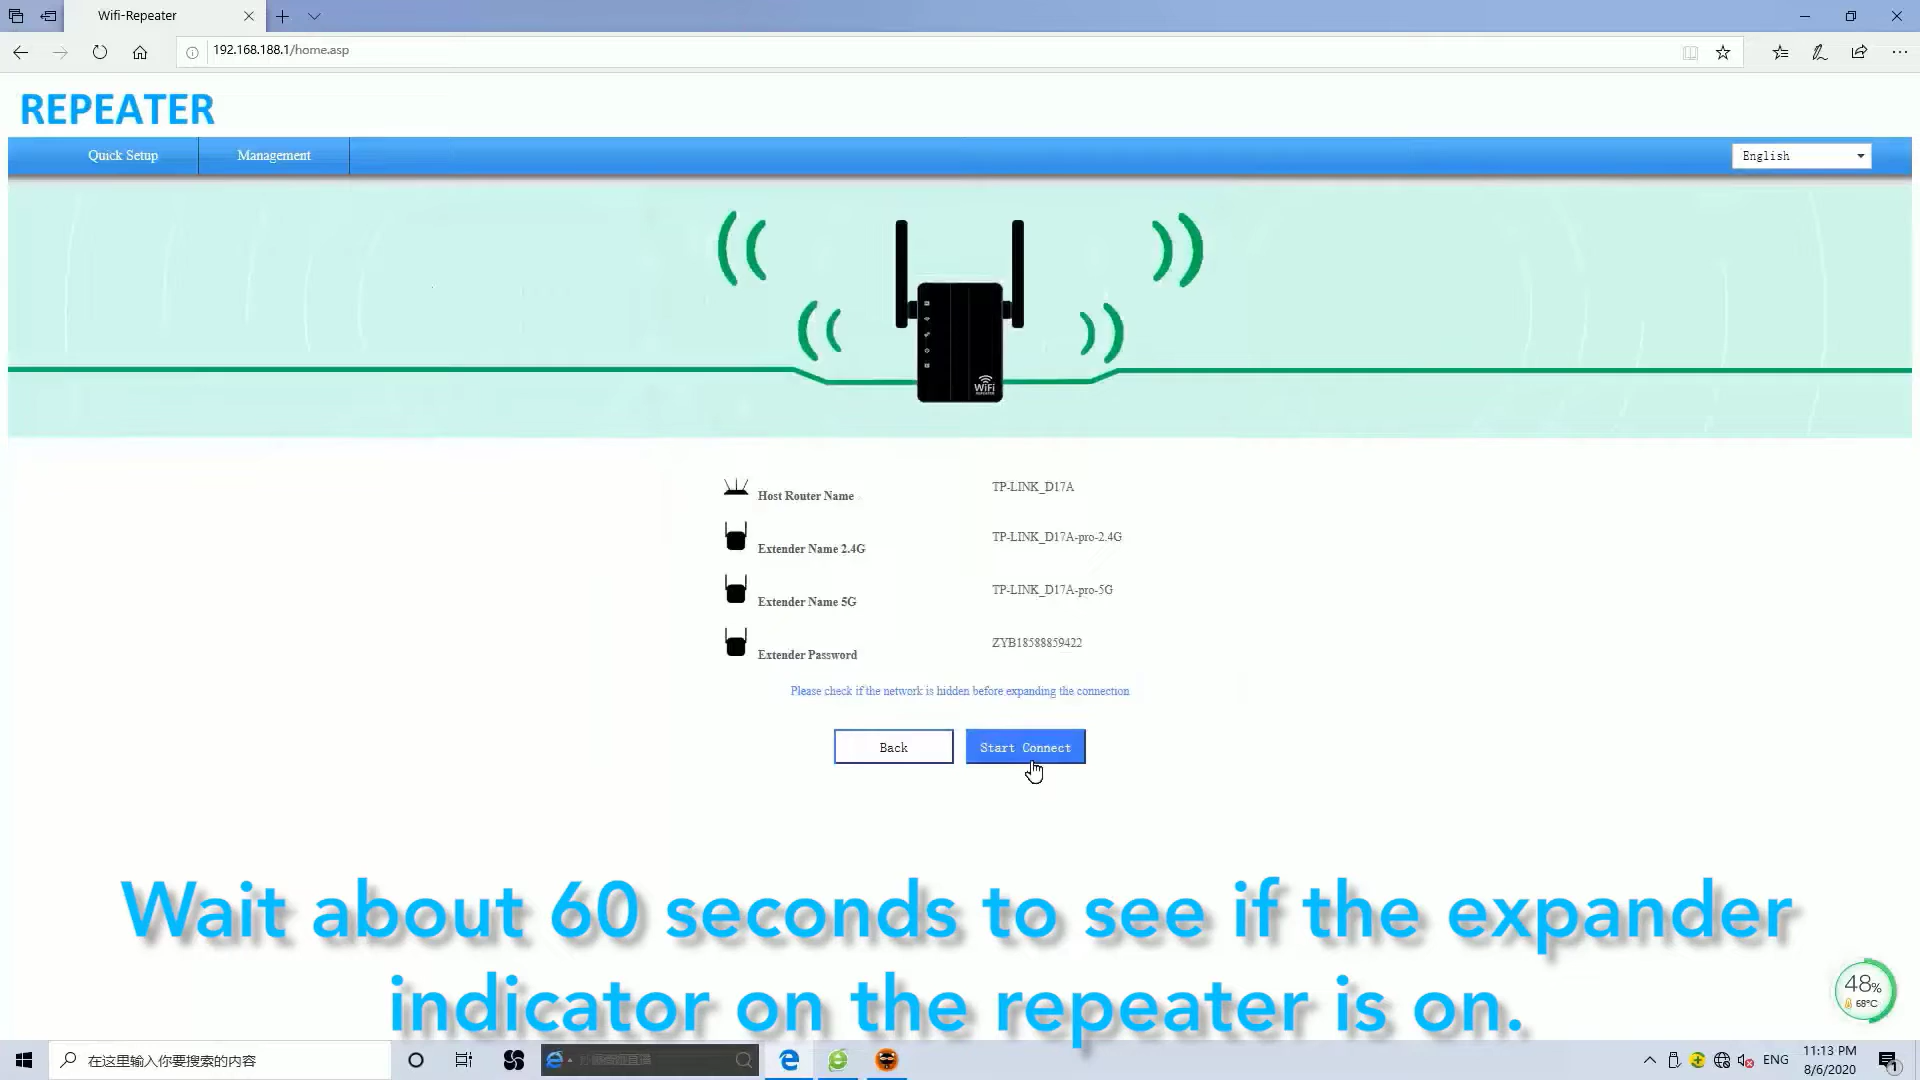 Wifi-Repeater
192.168.188.1/home.asp
REPEATER
Quick Setup
Management
English
WiFi
Host Router Name
TP-LINK_D17A
Extender Name 2.4G
TP-LINK_D17A-pro-2.4G
Extender Name 5G
TP-LINK_D17A-pro-5G
Extender Password
ZYB18588859422
Please check if the network is hidden before expanding the connection
Back
Start Connect
Wait about 60 seconds to see if the expander
indicator on the repeater is on.
48%
68°C
在这里输入你要搜索的内容
ENG
11:13 PM
8/6/2020
1